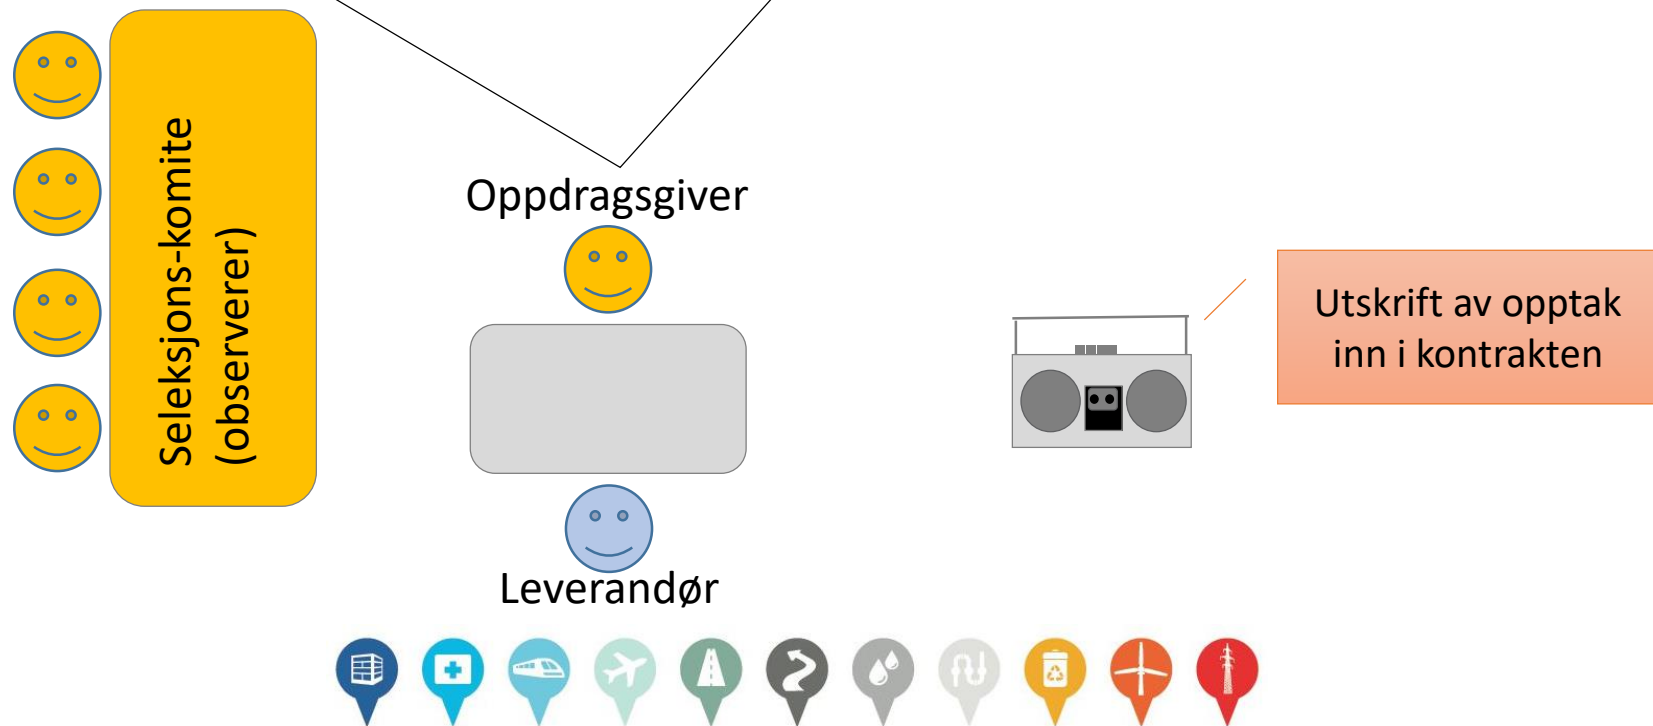 Seleksjons-komite
(observerer)
Oppdragsgiver
Leverandør
Utskrift av opptak
inn i kontrakten